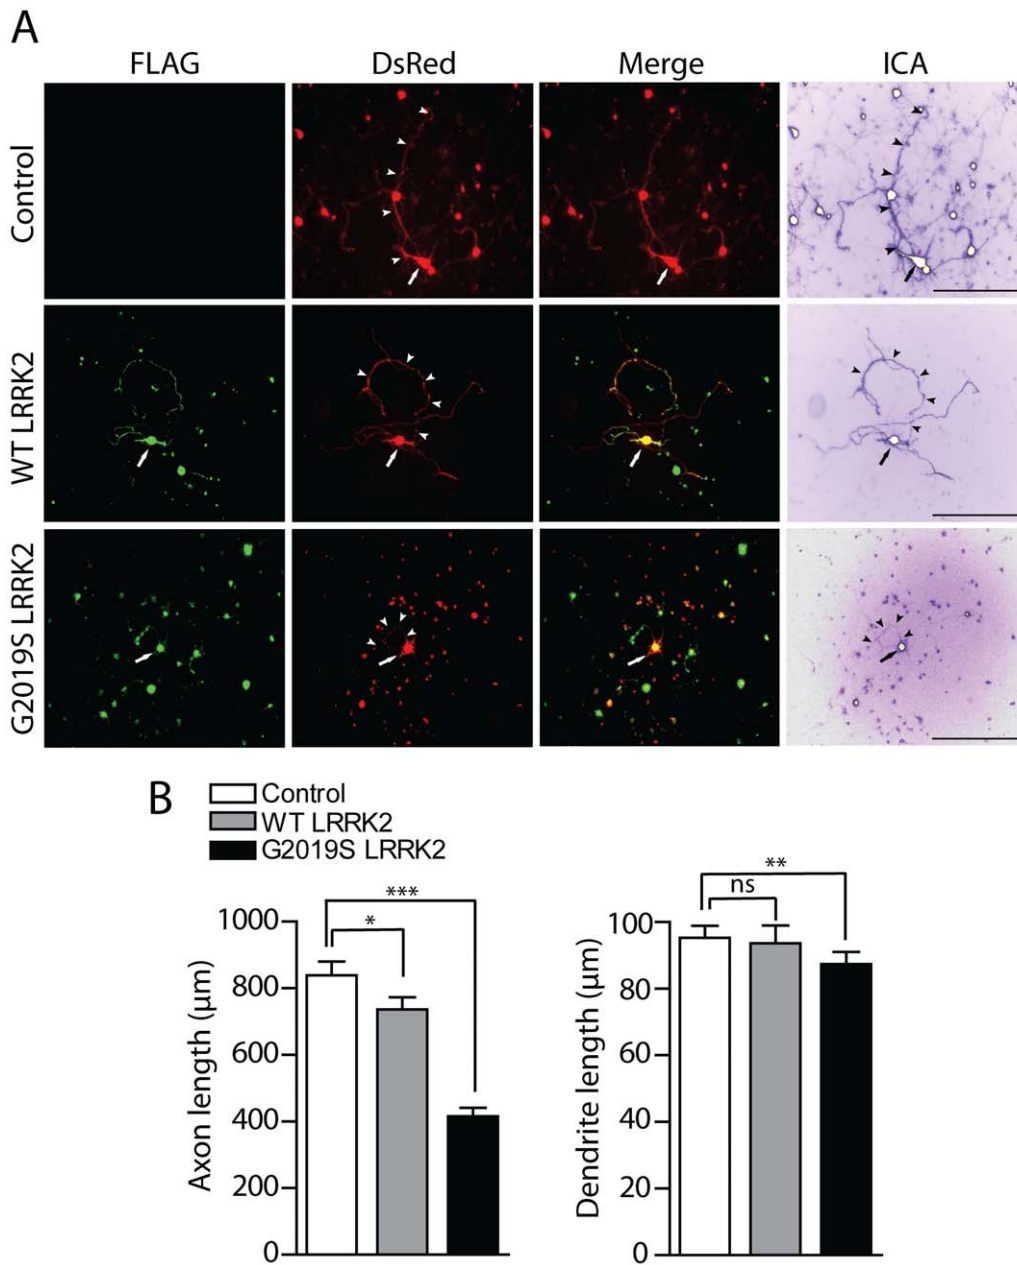 A
FLAG DsRed Merge ICA
Control
WT LRRK2
G2019S LRRK2
B
Control
WT LRRK2
G2019S LRRK2
Axon length (µm)
1000
800
600
400
200
0
***
*
Dendrite length (µm)
100
80
60
40
20
0
**
ns